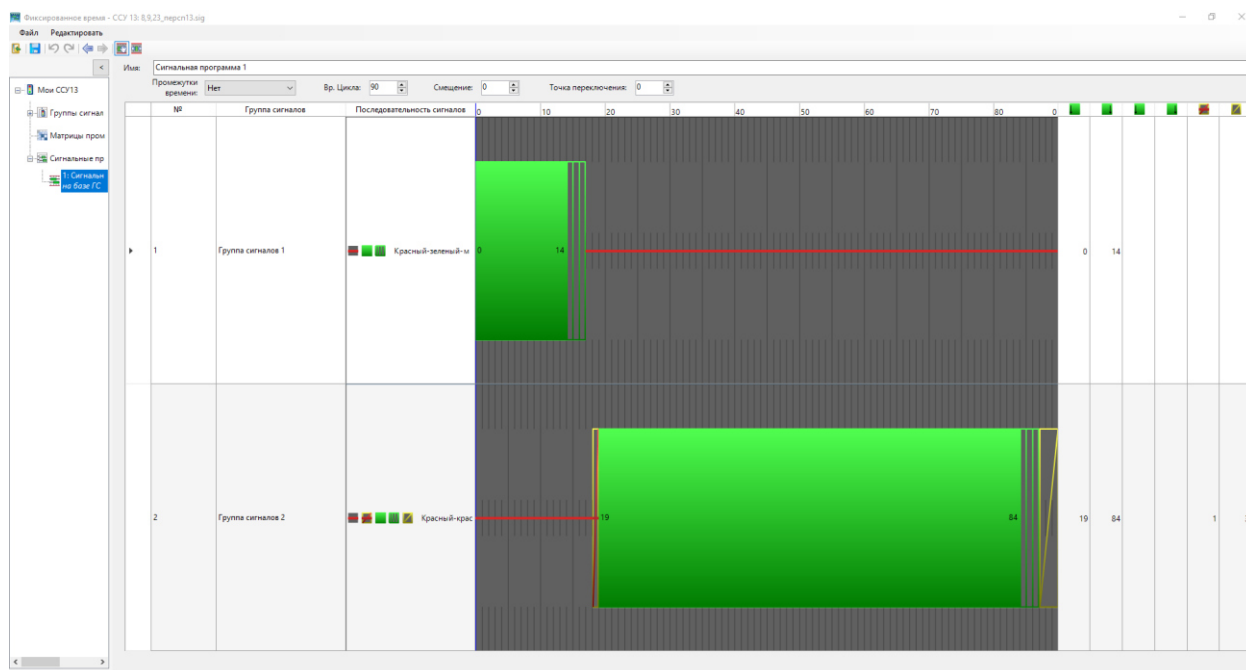 Фиксированное время - ССУ 13: 8,9,23_персп13.sig
Файл Редактировать
Имя: Сигнальная программа 1
Промежутки времени: Нет Вр. Цикла: 90 Смещение: 0 Точка переключения: 0
Мои ССУ13
Группы сигнал
Матрицы пром
Сигнальные пр
1: Сигнальн
на базе ГС
№ Группа сигналов Последовательность сигналов 0 10 20 30 40 50 60 70 80 0
1 Группа сигналов 1 Красный-зеленый-м 0 14 0 14
2 Группа сигналов 2 Красный-крас 19 84 19 84 1